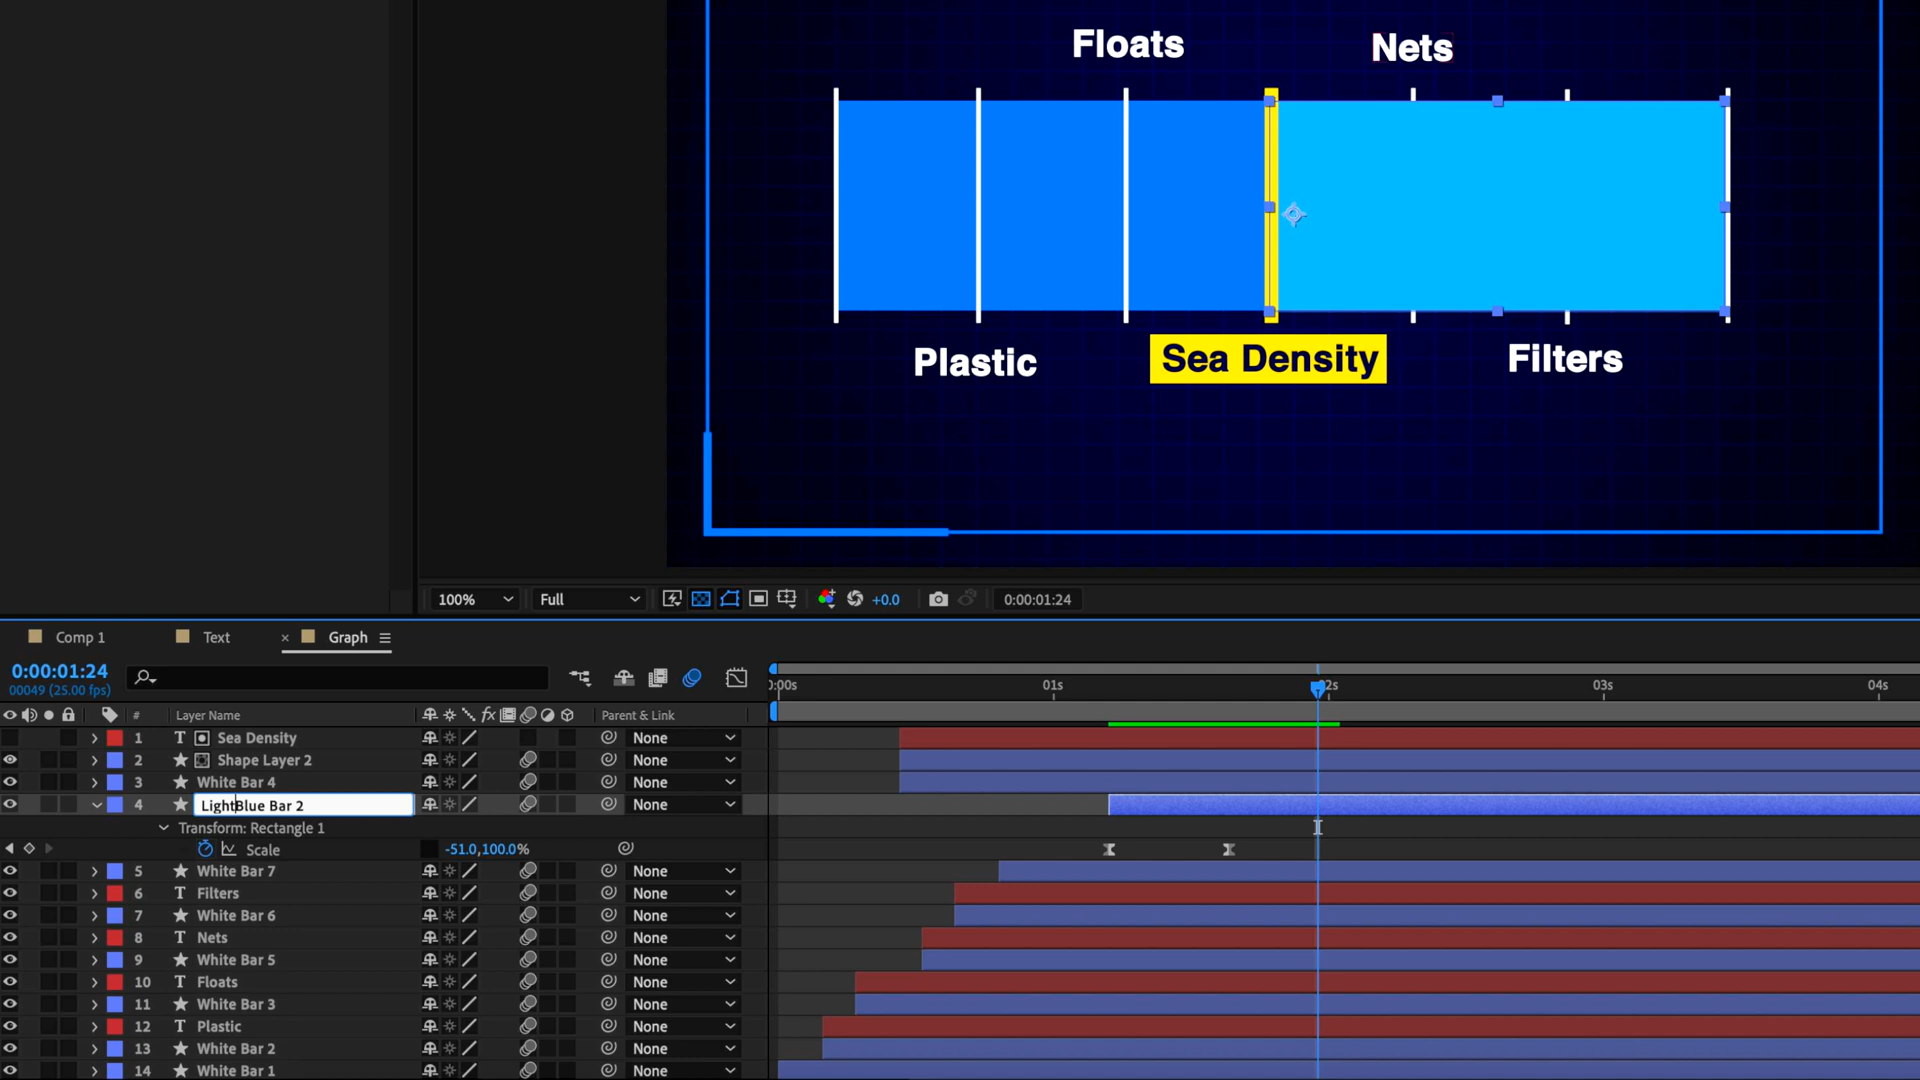 Floats
Nets
Plastic
Sea Density
Filters
100%
Full
+0.0
0:00:01:24
Comp 1
Text
× Graph
0:00:01:24
00049 (25.00 fps)
:00s
01s
02s
03s
04s
#
Layer Name
fx
Parent & Link
1 T Sea Density None
2 Shape Layer 2 None
3 White Bar 4 None
4 LightBlue Bar 2 None
Transform: Rectangle 1
Scale -51.0,100.0%
5 White Bar 7 None
6 T Filters None
7 White Bar 6 None
8 T Nets None
9 White Bar 5 None
10 T Floats None
11 White Bar 3 None
12 T Plastic None
13 White Bar 2 None
14 White Bar 1 None